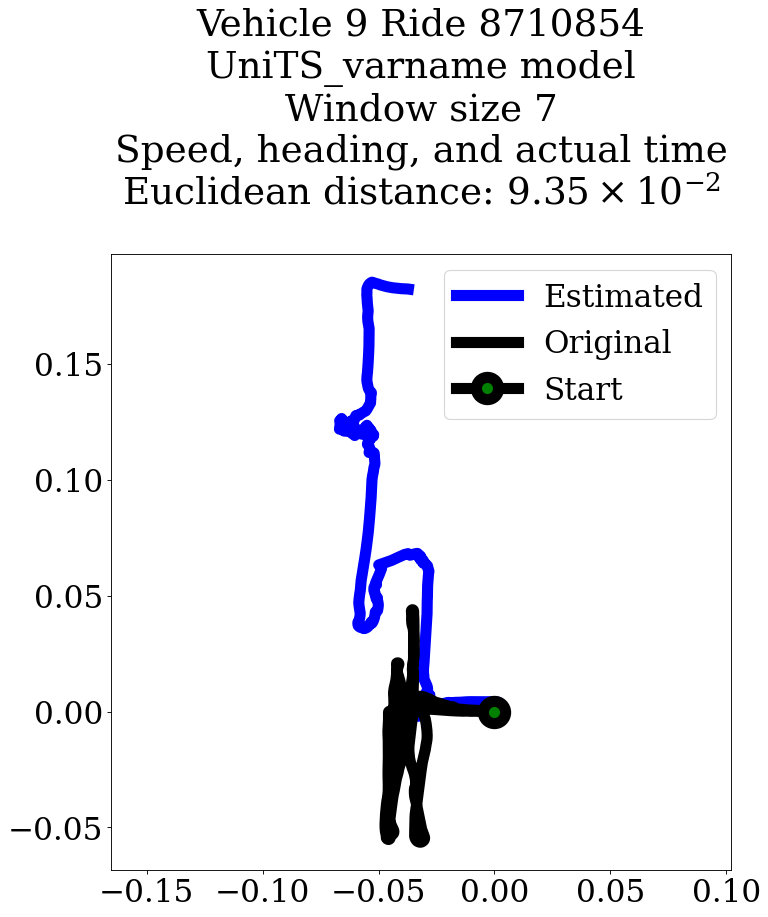 Vehicle 9 Ride 8710854
UniTS_varname model
Window size 7
Speed, heading, and actual time
Euclidean distance: 9.35 × 10⁻²
Estimated
Original
Start
0.15
0.10
0.05
0.00
−0.05
−0.15 −0.10 −0.05 0.00 0.05 0.10